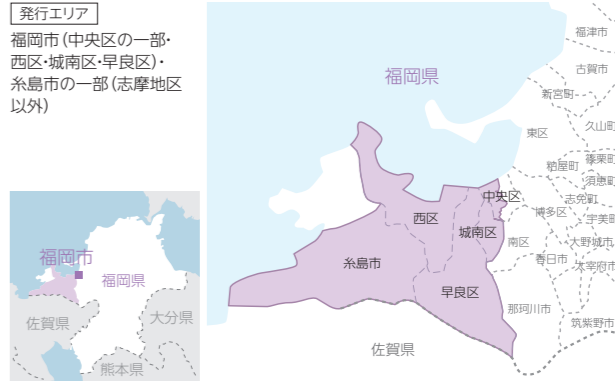 発行エリア
福岡市(中央区の一部・
西区・城南区・早良区)・
糸島市の一部(志摩地区
以外)
福岡県
福津市
古賀市
新宮町
久山町
東区
粕屋町
篠栗町
須恵町
志免町
宇美町
中央区
博多区
西区
城南区
南区
大野城市
春日市
太宰府市
糸島市
早良区
那珂川市
筑紫野市
佐賀県
福岡市
福岡県
佐賀県
大分県
熊本県